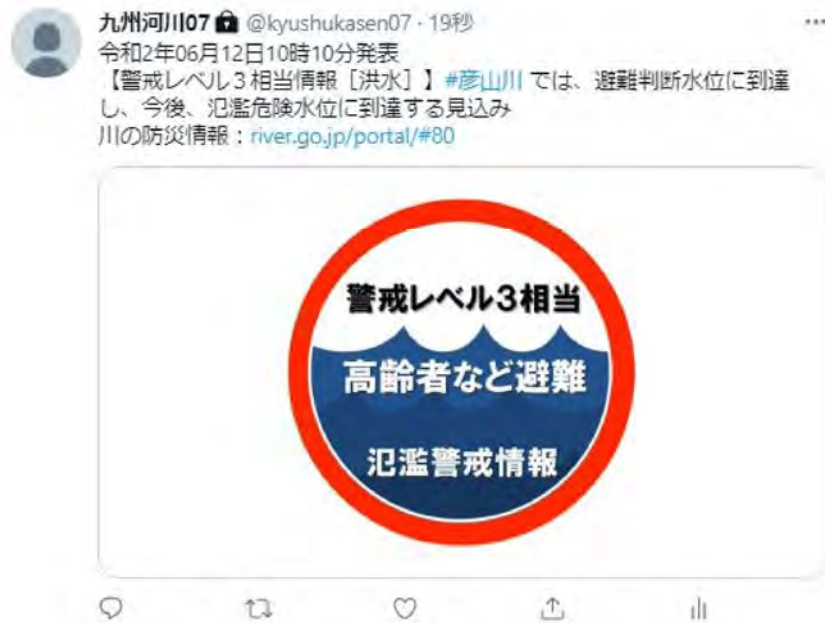 九州河川07 @kyushukasen07・19秒
令和2年06月12日10時10分発表
【警戒レベル3相当情報［洪水］】#彦山川 では、避難判断水位に到達
し、今後、氾濫危険水位に到達する見込み
川の防災情報：river.go.jp/portal/#80
警戒レベル3相当
高齢者など避難
氾濫警戒情報